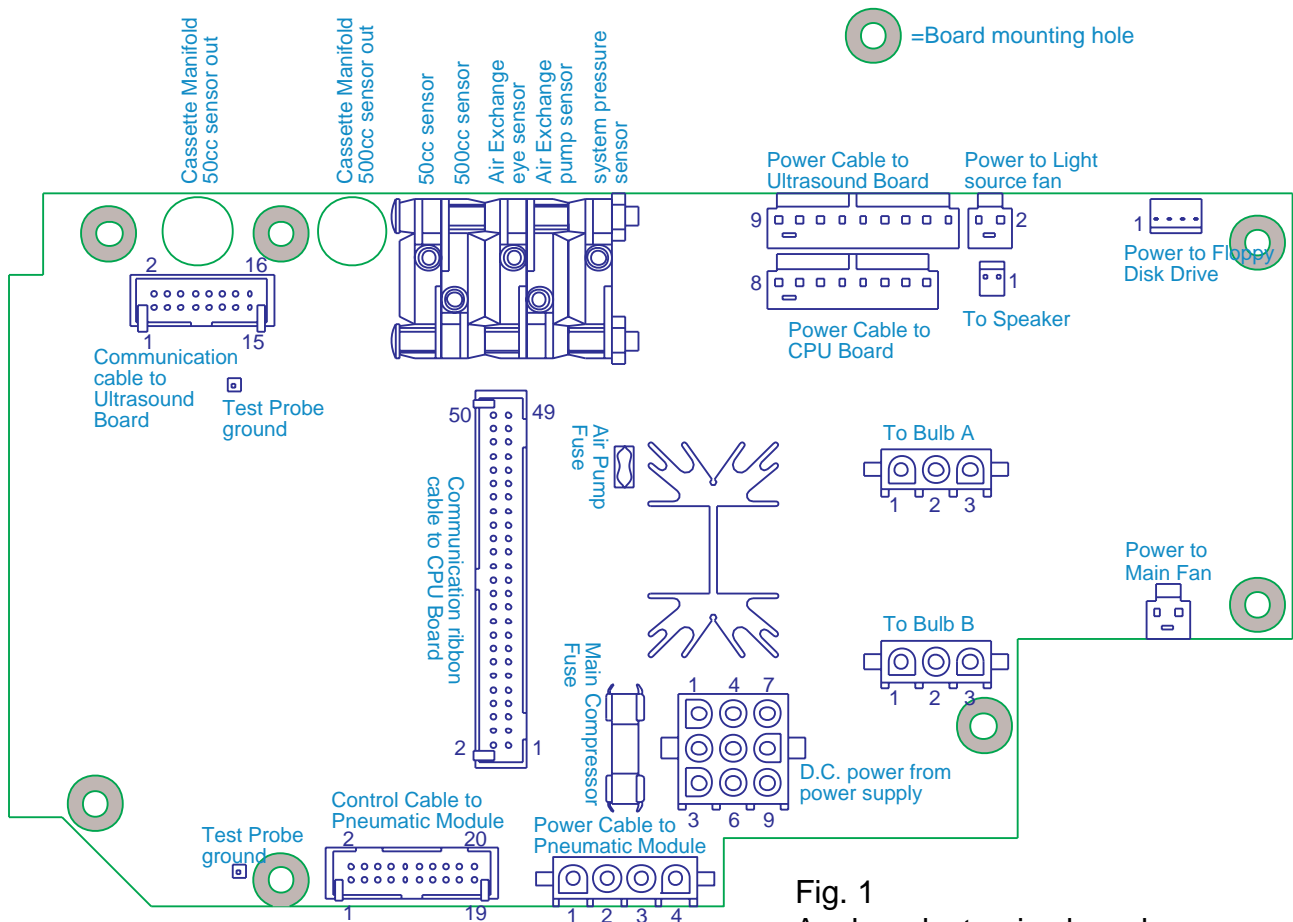 =Board mounting hole
Cassette Manifold
50cc sensor out
Cassette Manifold
500cc sensor out
50cc sensor
500cc sensor
Air Exchange
eye sensor
Air Exchange
pump sensor
system pressure
sensor
Power Cable to
Ultrasound Board
9
Power to Light
source fan
2
1
Power to Floppy
Disk Drive
2 16
1 15
Communication
cable to
Ultrasound
Board
Test Probe
ground
8
Power Cable to
CPU Board
1
To Speaker
50 49
Communication ribbon
cable to CPU Board
2 1
Air Pump
Fuse
To Bulb A
1 2 3
Power to
Main Fan
To Bulb B
1 2 3
Main Compressor
Fuse
1 4 7
3 6 9
D.C. power from
power supply
Test Probe
ground
Control Cable to
Pneumatic Module
2 20
1 19
Power Cable to
Pneumatic Module
1 2 3 4
Fig. 1